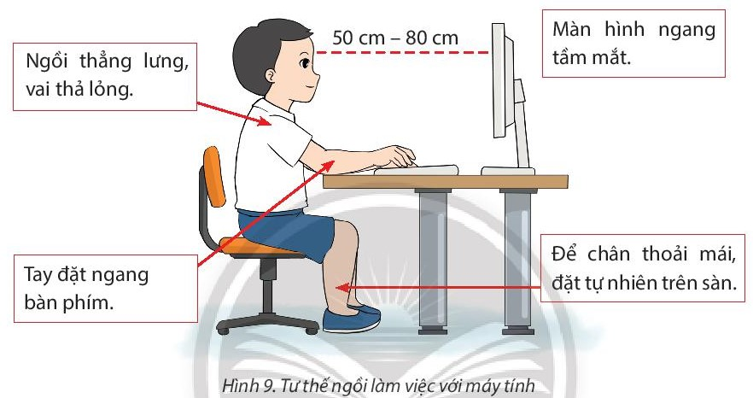 50 cm – 80 cm
Màn hình ngang
tầm mắt.
Ngồi thẳng lưng,
vai thả lỏng.
Tay đặt ngang
bàn phím.
Để chân thoải mái,
đặt tự nhiên trên sàn.
Hình 9. Tư thế ngồi làm việc với máy tính